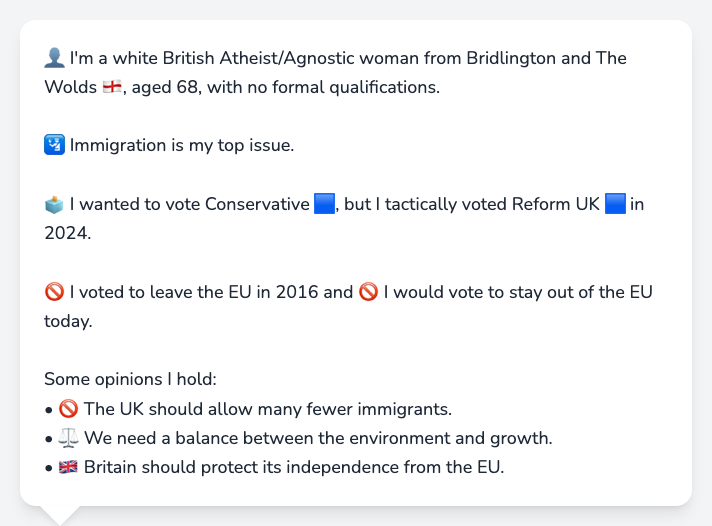 👤 I'm a white British Atheist/Agnostic woman from Bridlington and The
Wolds 🏴󠁧󠁢󠁥󠁮󠁧󠁿, aged 68, with no formal qualifications.
🛂 Immigration is my top issue.
🗳️ I wanted to vote Conservative 🟦, but I tactically voted Reform UK 🟦 in
2024.
🚫 I voted to leave the EU in 2016 and 🚫 I would vote to stay out of the EU
today.
Some opinions I hold:
• 🚫 The UK should allow many fewer immigrants.
• ⚖️ We need a balance between the environment and growth.
• 🇬🇧 Britain should protect its independence from the EU.